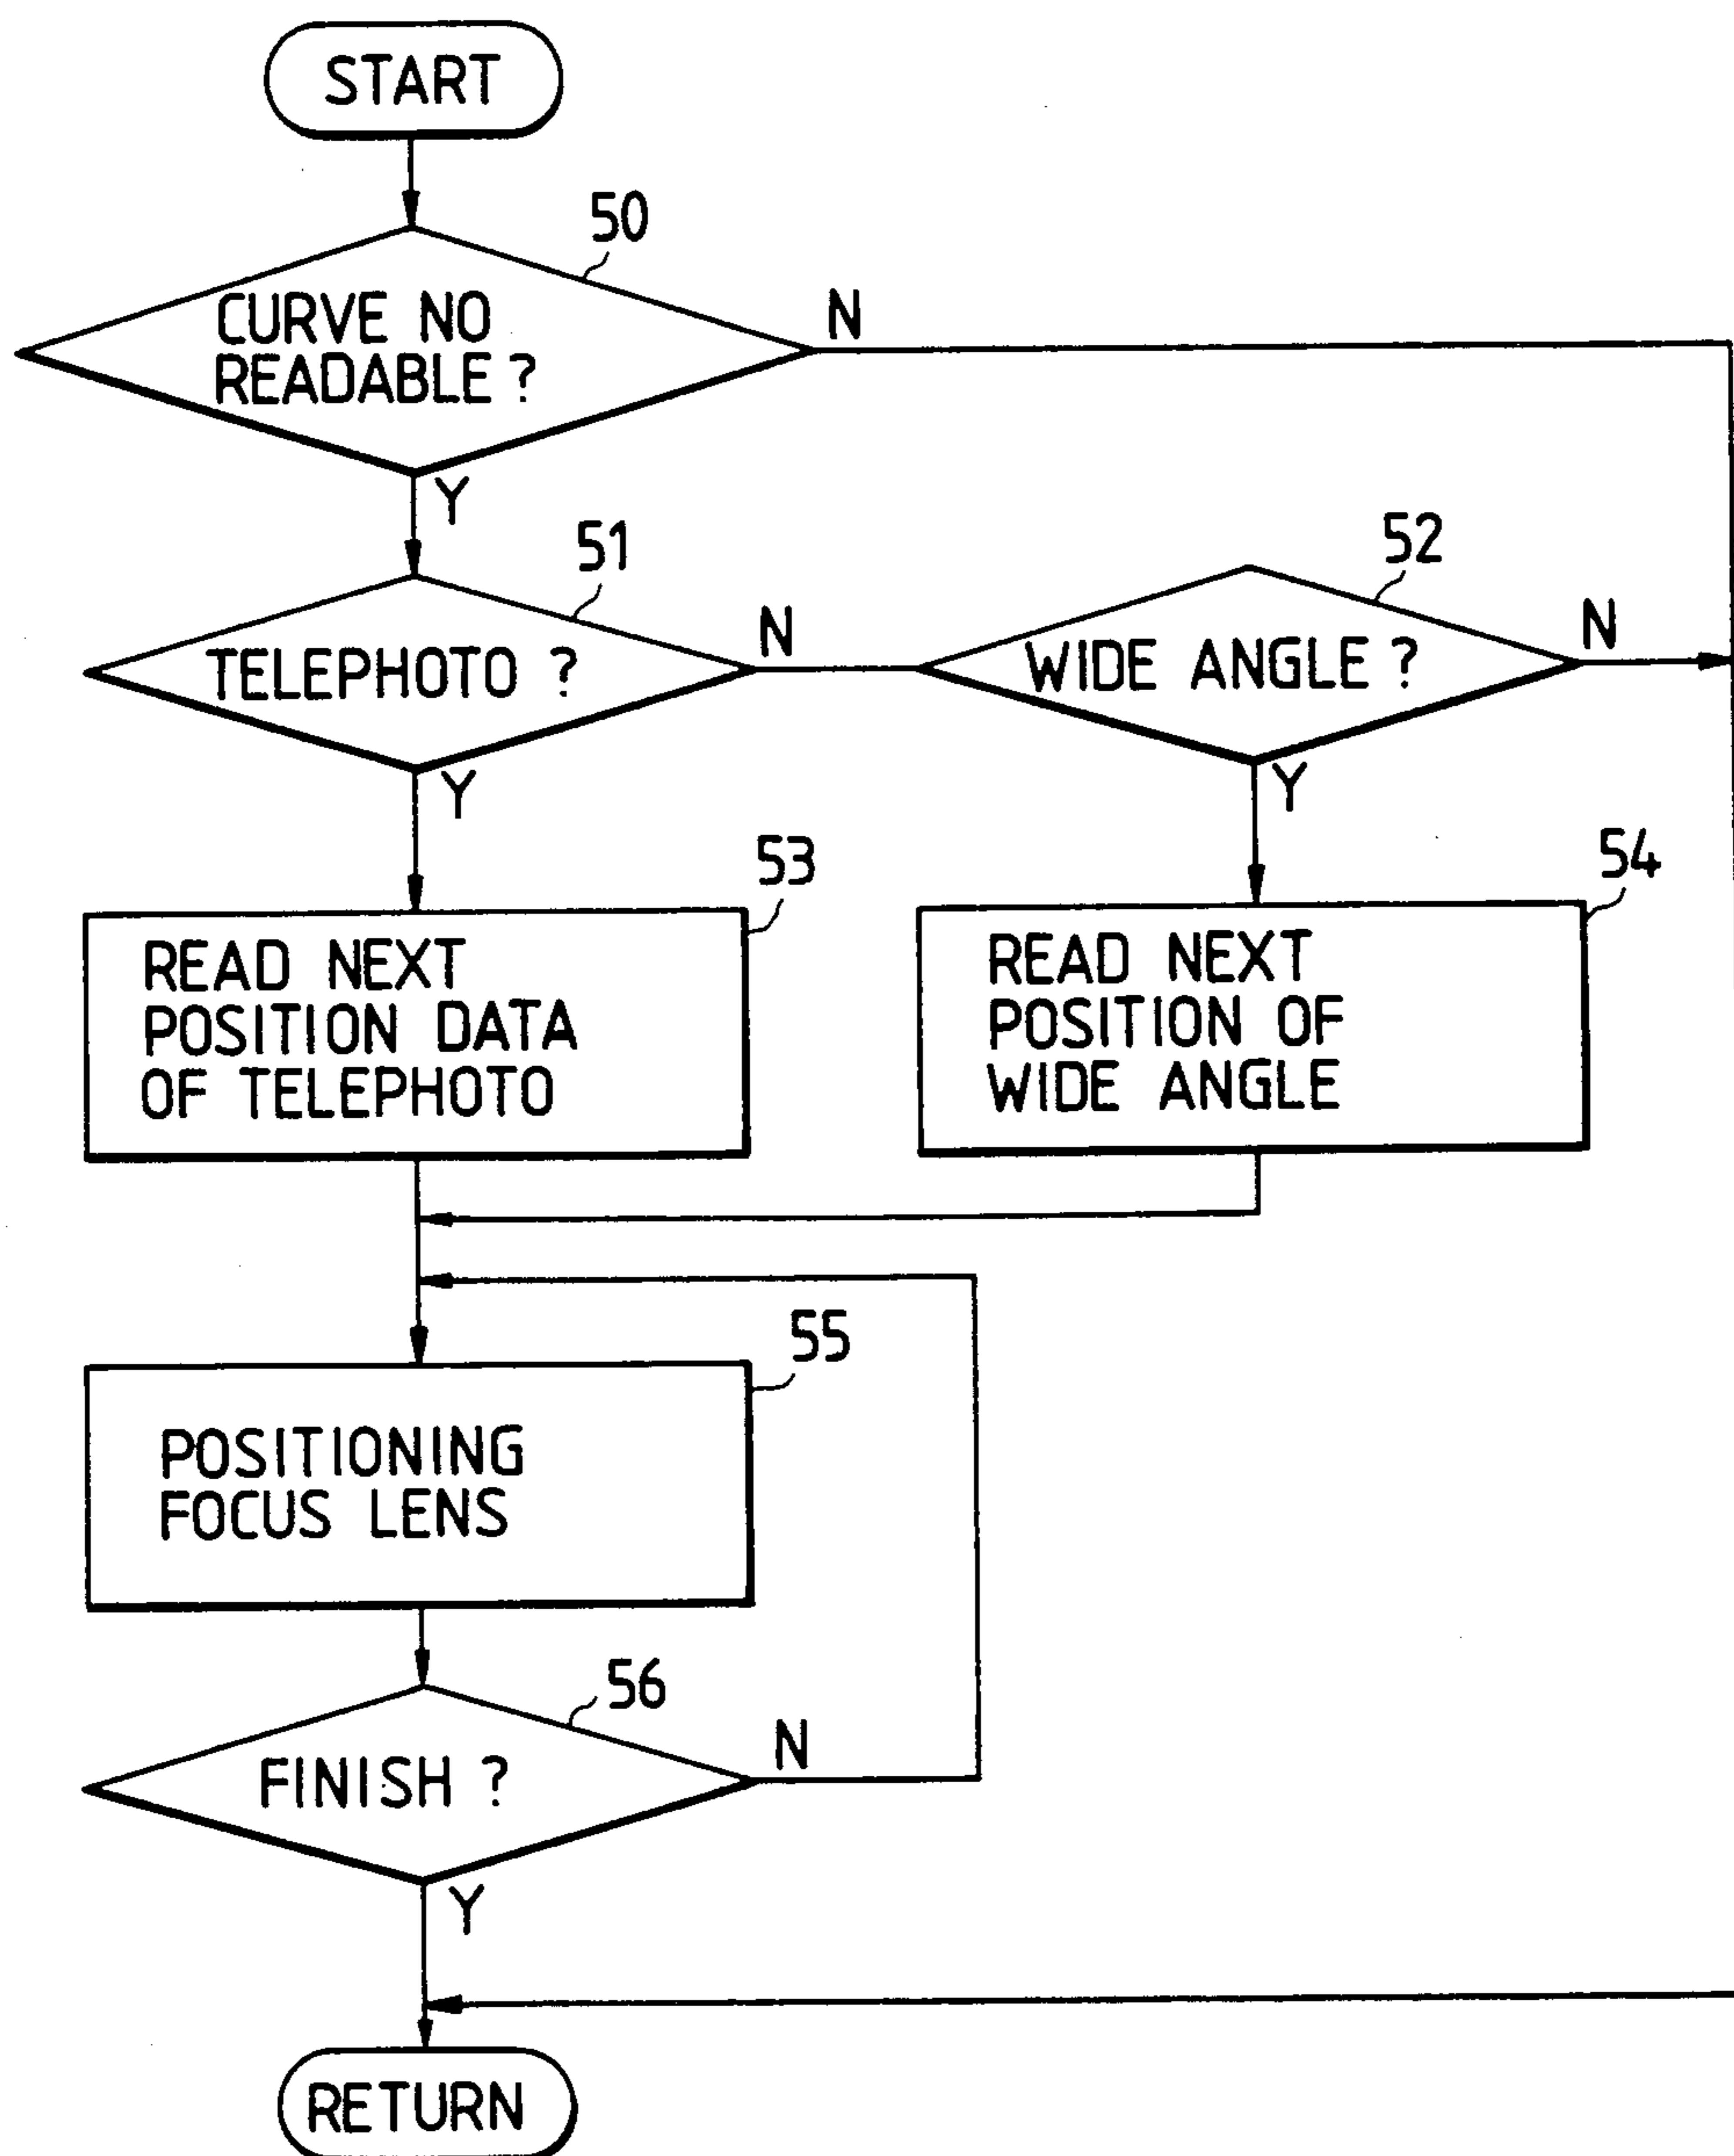 START
50
CURVE NO
READABLE ?
N
Y
51
TELEPHOTO ?
N
52
WIDE ANGLE ?
N
Y
Y
53
READ NEXT
POSITION DATA
OF TELEPHOTO
54
READ NEXT
POSITION OF
WIDE ANGLE
55
POSITIONING
FOCUS LENS
56
FINISH ?
N
Y
RETURN